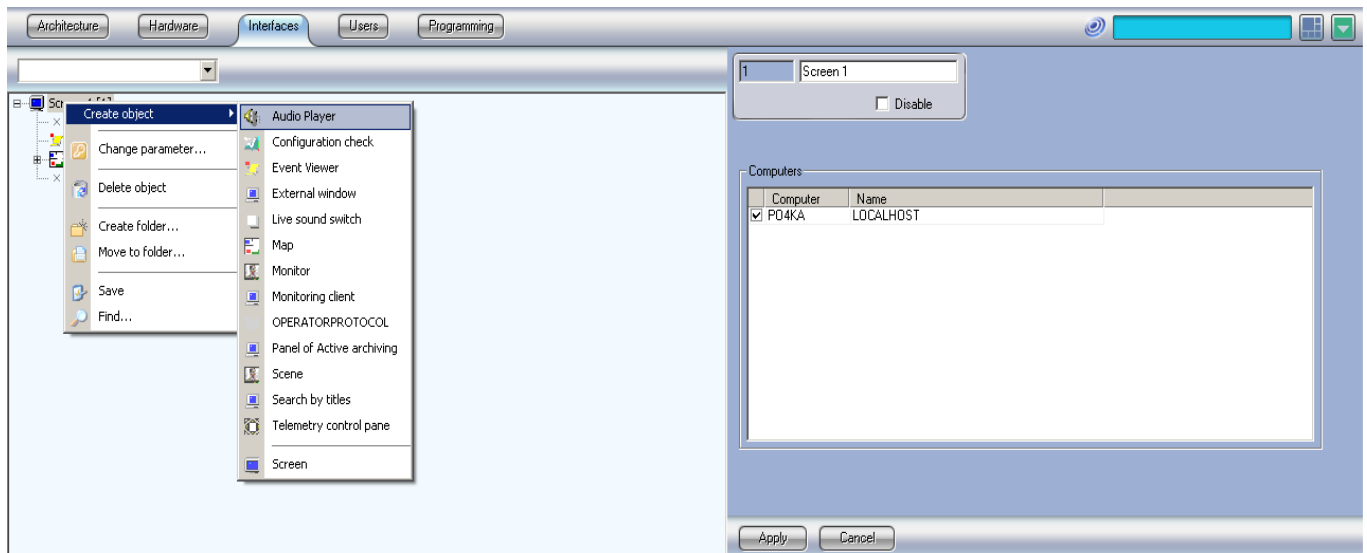 Architecture Hardware Interfaces Users Programming
1 Screen 1
Disable
Create object
Change parameter...
Delete object
Create folder...
Move to folder...
Save
Find...
Audio Player
Configuration check
Event Viewer
External window
Live sound switch
Map
Monitor
Monitoring client
OPERATORPROTOCOL
Panel of Active archiving
Scene
Search by titles
Telemetry control pane
Screen
Computers
Computer Name
PO4KA LOCALHOST
Apply Cancel